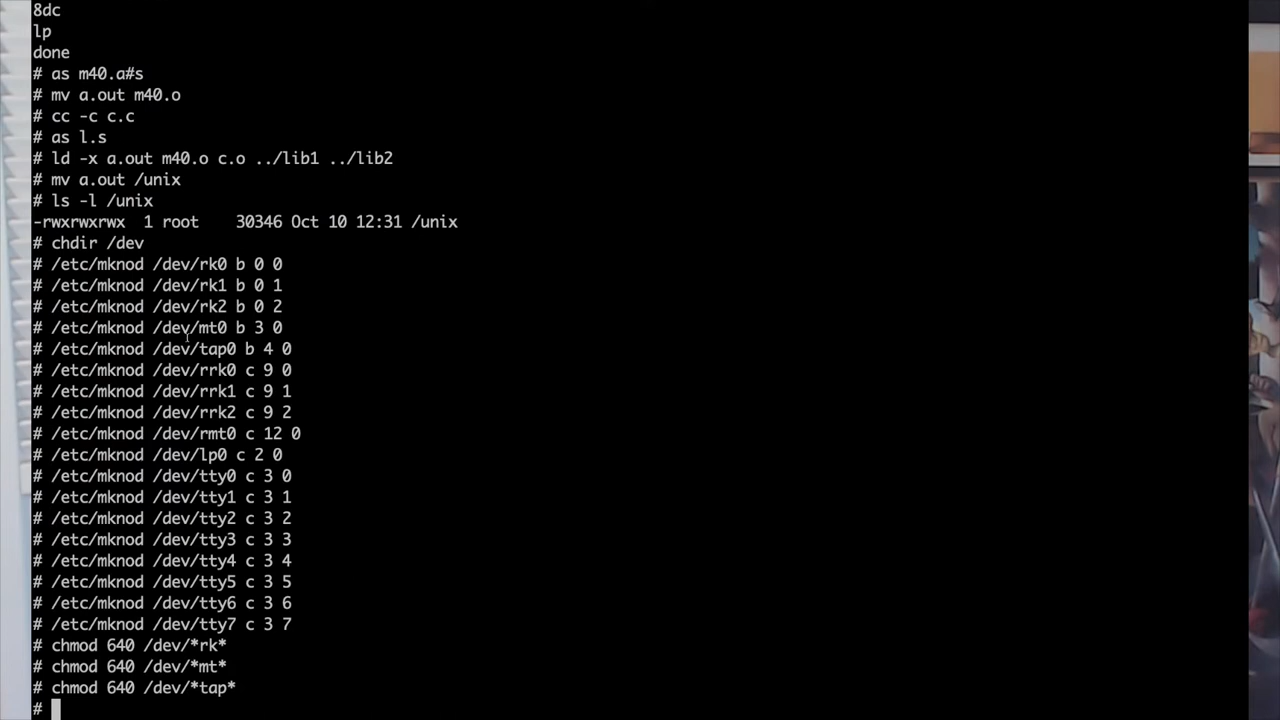 8dc
lp
done
# as m40.a#s
# mv a.out m40.o
# cc -c c.c
# as l.s
# ld -x a.out m40.o c.o ../lib1 ../lib2
# mv a.out /unix
# ls -l /unix
-rwxrwxrwx  1 root    30346 Oct 10 12:31 /unix
# chdir /dev
# /etc/mknod /dev/rk0 b 0 0
# /etc/mknod /dev/rk1 b 0 1
# /etc/mknod /dev/rk2 b 0 2
# /etc/mknod /dev/mt0 b 3 0
# /etc/mknod /dev/tap0 b 4 0
# /etc/mknod /dev/rrk0 c 9 0
# /etc/mknod /dev/rrk1 c 9 1
# /etc/mknod /dev/rrk2 c 9 2
# /etc/mknod /dev/rmt0 c 12 0
# /etc/mknod /dev/lp0 c 2 0
# /etc/mknod /dev/tty0 c 3 0
# /etc/mknod /dev/tty1 c 3 1
# /etc/mknod /dev/tty2 c 3 2
# /etc/mknod /dev/tty3 c 3 3
# /etc/mknod /dev/tty4 c 3 4
# /etc/mknod /dev/tty5 c 3 5
# /etc/mknod /dev/tty6 c 3 6
# /etc/mknod /dev/tty7 c 3 7
# chmod 640 /dev/*rk*
# chmod 640 /dev/*mt*
# chmod 640 /dev/*tap*
#